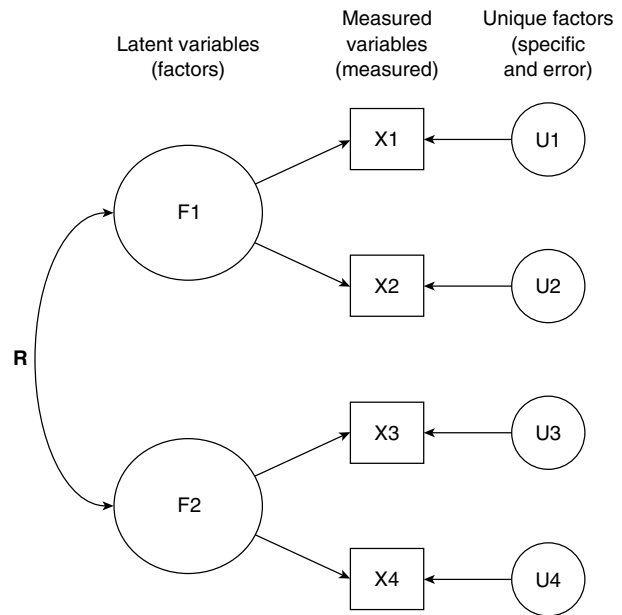 Latent variables
(factors)
Measured
variables
(measured)
Unique factors
(specific
and error)
X1
U1
F1
X2
U2
R
X3
U3
F2
X4
U4